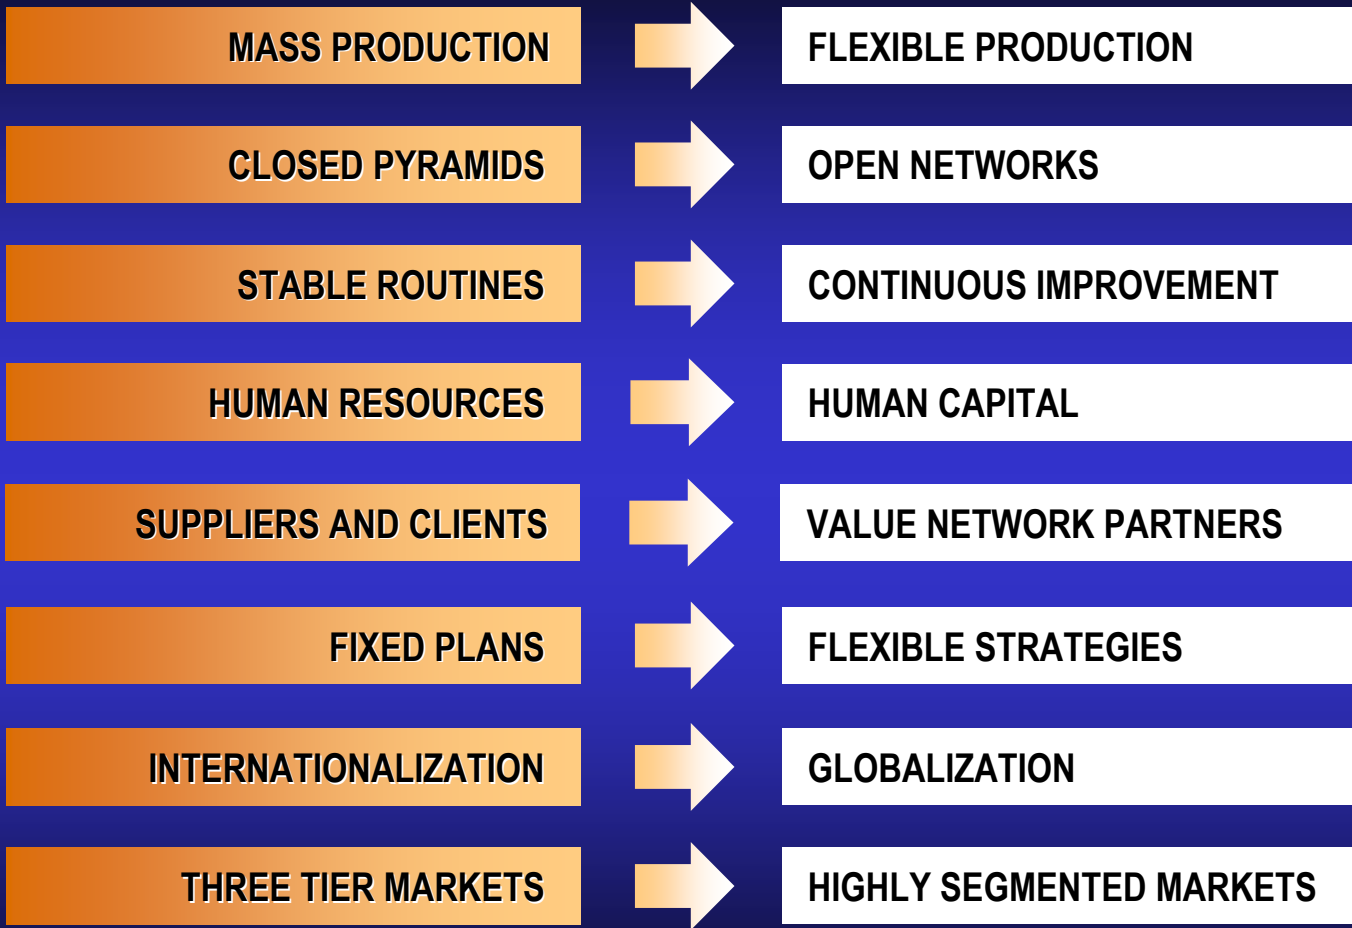 MASS PRODUCTION
FLEXIBLE PRODUCTION
CLOSED PYRAMIDS
OPEN NETWORKS
STABLE ROUTINES
CONTINUOUS IMPROVEMENT
HUMAN RESOURCES
HUMAN CAPITAL
SUPPLIERS AND CLIENTS
VALUE NETWORK PARTNERS
FIXED PLANS
FLEXIBLE STRATEGIES
INTERNATIONALIZATION
GLOBALIZATION
THREE TIER MARKETS
HIGHLY SEGMENTED MARKETS